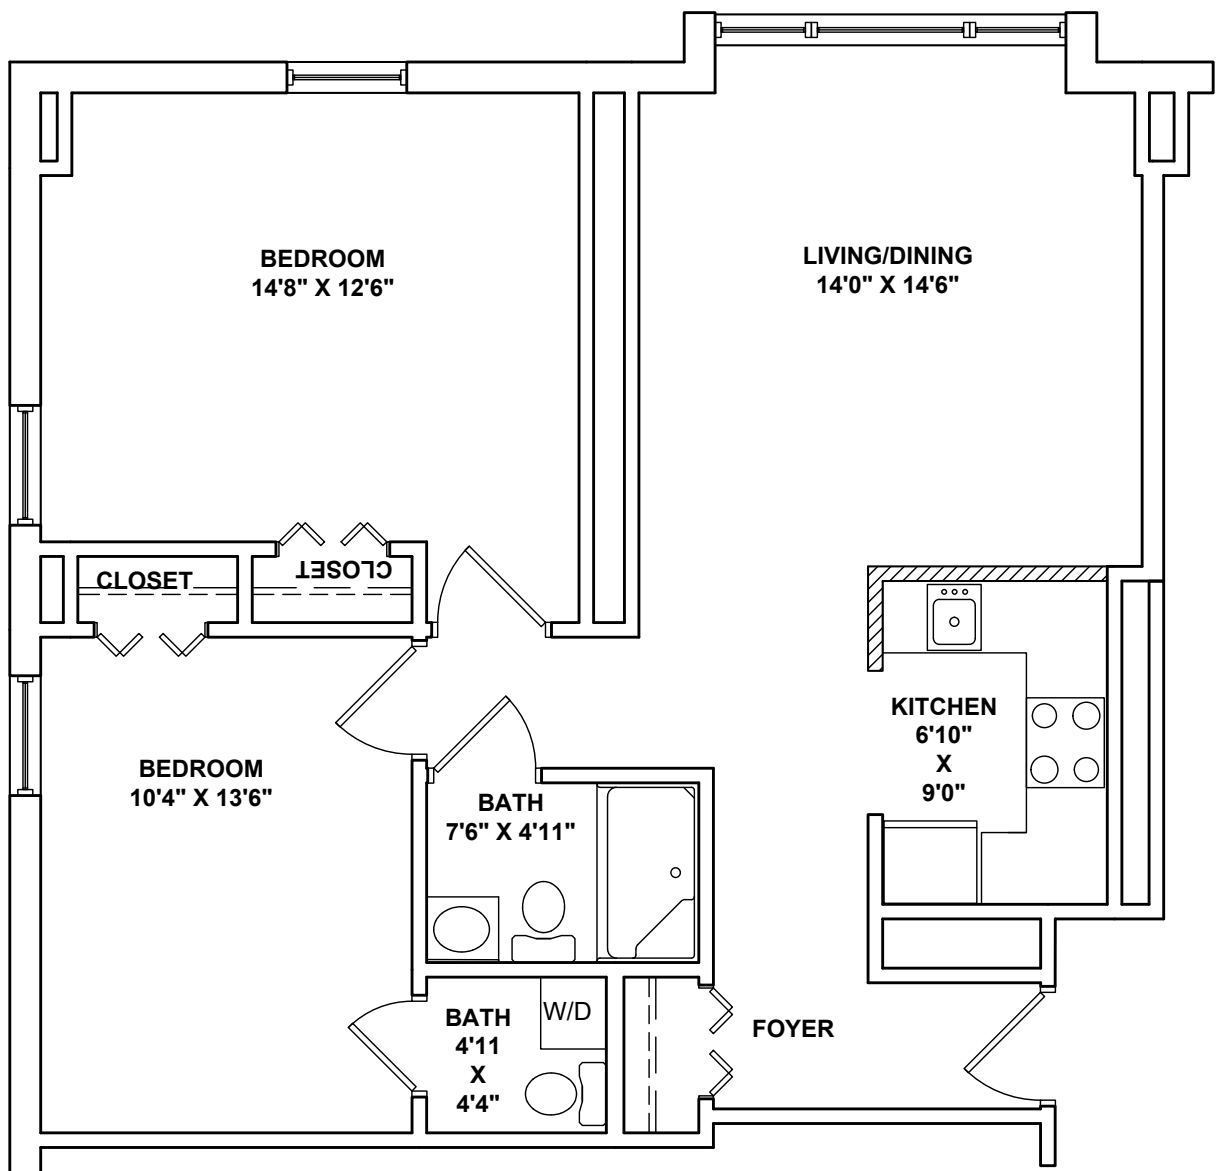 BEDROOM
14'8" X 12'6"
LIVING/DINING
14'0" X 14'6"
CLOSET
CLOSET
KITCHEN
6'10"
X
9'0"
BEDROOM
10'4" X 13'6"
BATH
7'6" X 4'11"
BATH
4'11
X
4'4"
W/D
FOYER